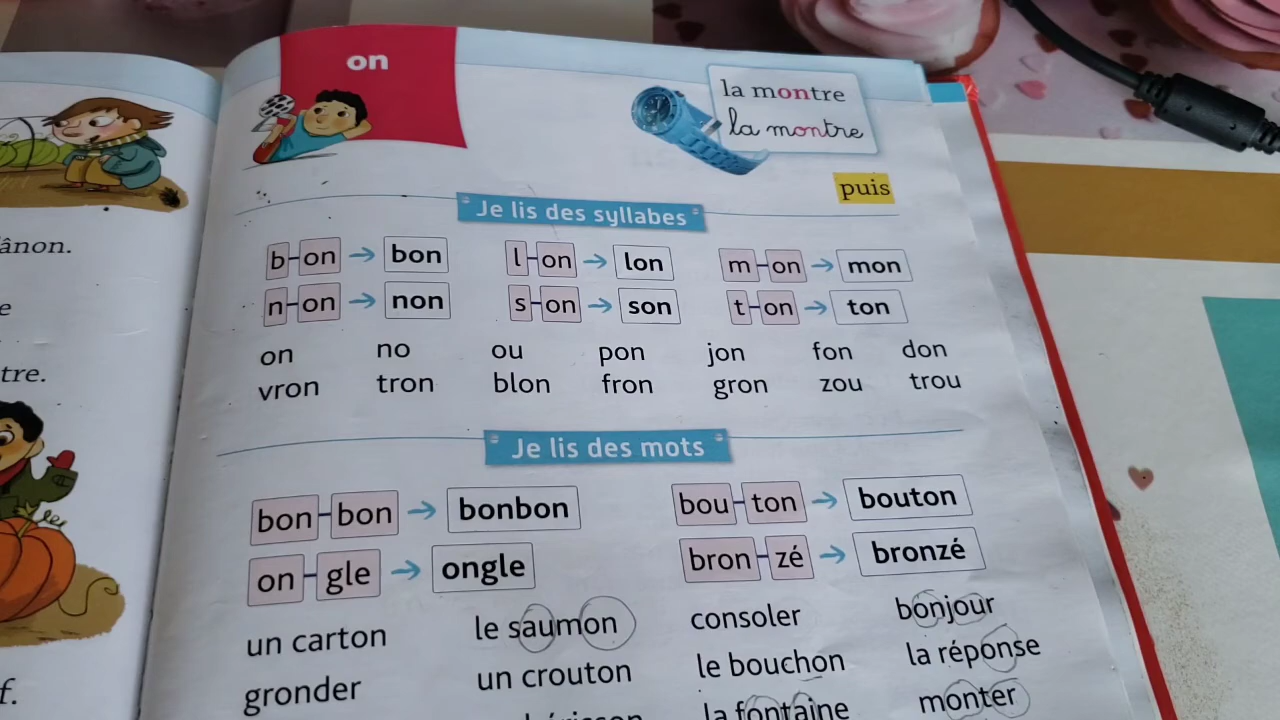 ânon.
e
tre.
f.
on
la montre
la montre
puis
Je lis des syllabes
b-on → bon l-on → lon m-on → mon
n-on → non s-on → son t-on → ton
on no ou pon jon fon don
vron tron blon fron gron zou trou
Je lis des mots
bon-bon → bonbon bou-ton → bouton
on-gle → ongle bron-zé → bronzé
un carton le saumon consoler bonjour
gronder un crouton le bouchon la réponse
la fontaine monter